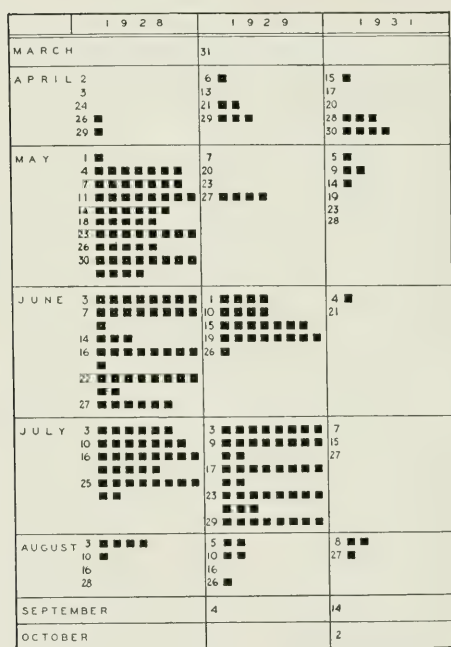 1928 1929 1931
MARCH 31
APRIL 2 6 15
3 13 17
24 21 20
26 29 28
29 30
MAY 1 7 5
4 20 9
7 23 14
11 27 19
14 23
18 28
23
26
30
JUNE 3 1 4
7 10 21
15
14 19
16 26
22
27
JULY 3 3 7
10 9 15
16 27
17
25
23
29
AUGUST 3 5 8
10 10 27
16 16
28 26
SEPTEMBER 4 14
OCTOBER 2